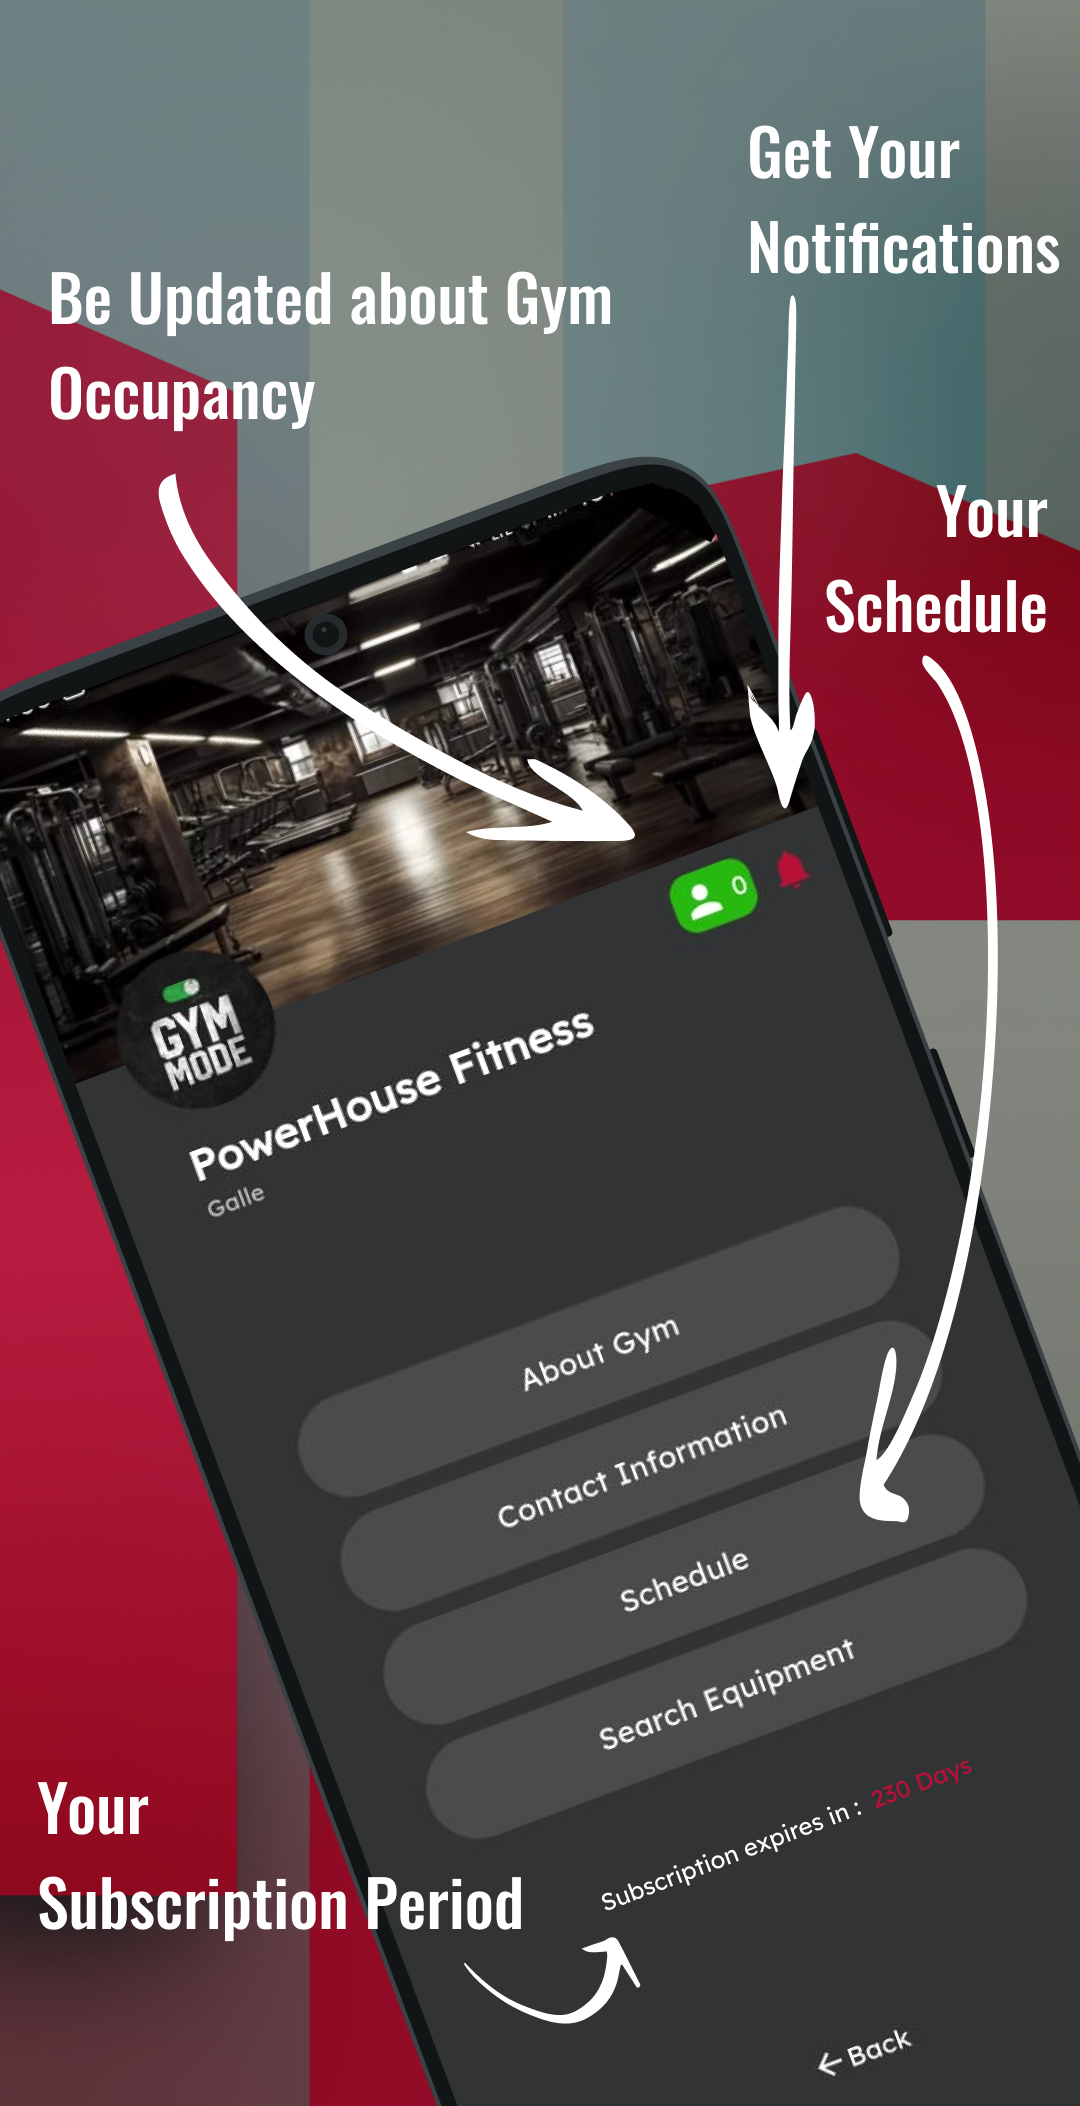 Get Your
Notifications
Be Updated about Gym
Occupancy
Your
Schedule
0
GYM
MODE
PowerHouse Fitness
Galle
About Gym
Contact Information
Schedule
Search Equipment
Subscription expires in : 230 Days
Your
Subscription Period
← Back